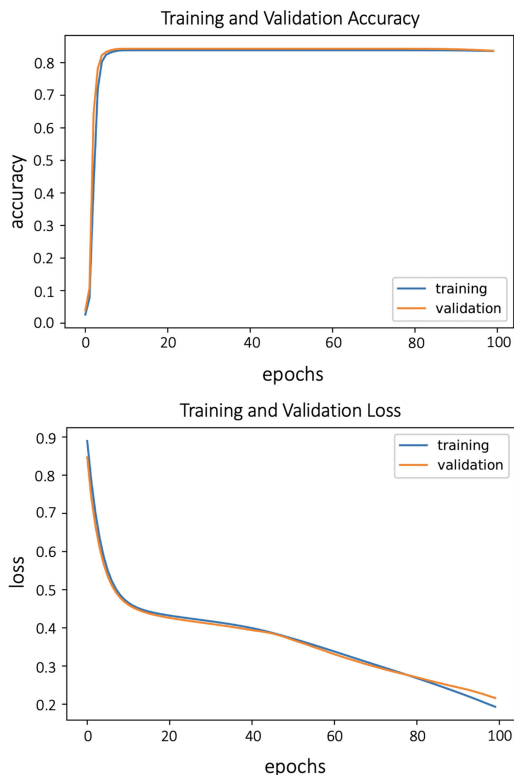 Training and Validation Accuracy
accuracy
0.8
0.7
0.6
0.5
0.4
0.3
0.2
0.1
0.0
training
validation
0 20 40 60 80 100
epochs
Training and Validation Loss
loss
0.9
0.8
0.7
0.6
0.5
0.4
0.3
0.2
training
validation
0 20 40 60 80 100
epochs